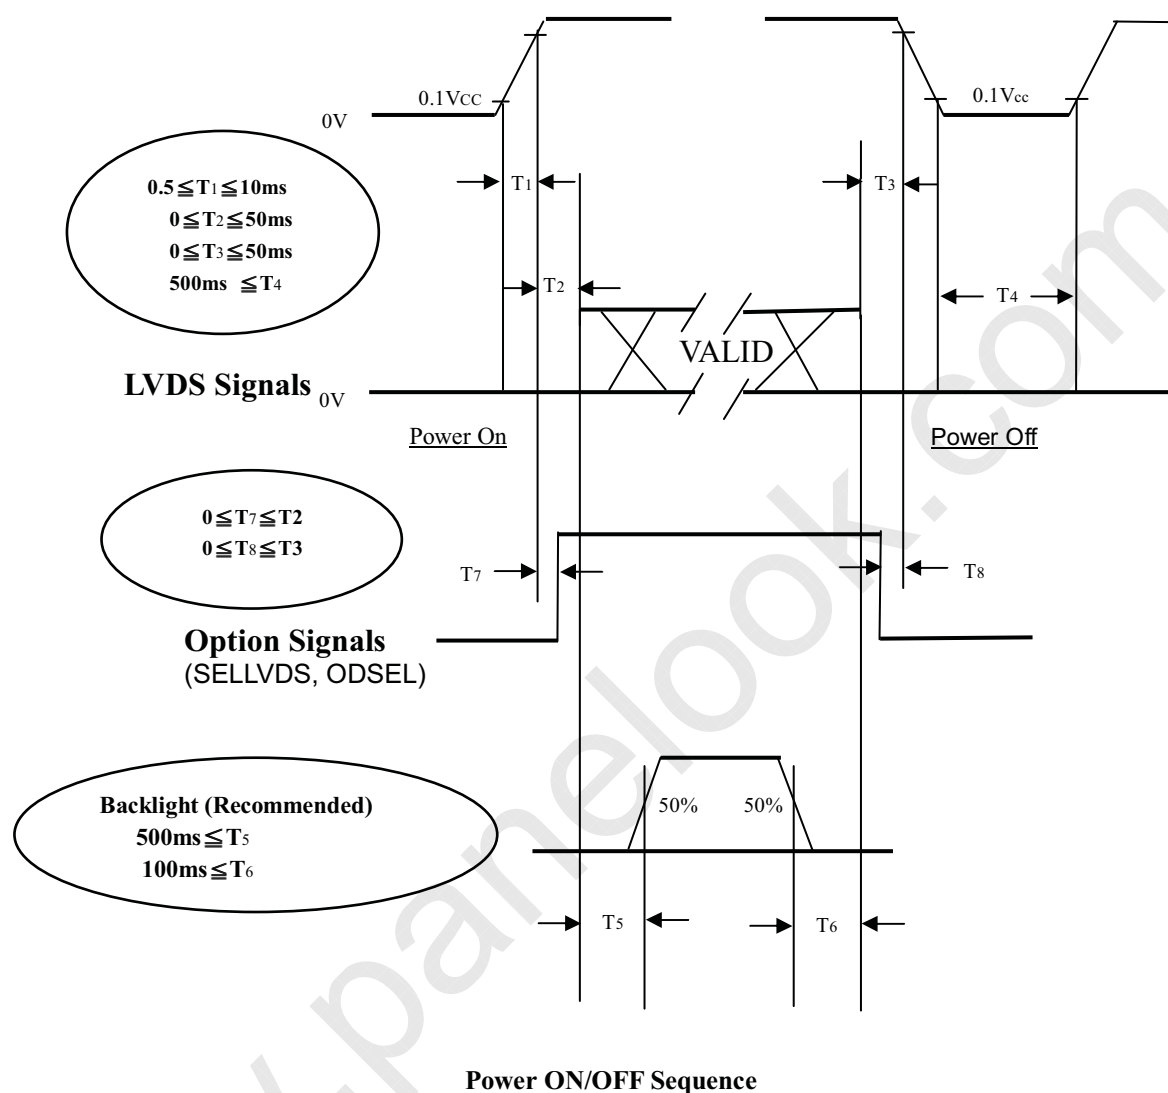 0.1VCC
0.1Vcc
0V
0.5≦T1≦10ms
0≦T2≦50ms
0≦T3≦50ms
500ms ≦T4
T1
T3
T2
T4
VALID
LVDS Signals
0V
Power On
Power Off
0≦T7≦T2
0≦T8≦T3
T7
T8
Option Signals
(SELLVDS, ODSEL)
Backlight (Recommended)
500ms≦T5
100ms≦T6
50%
50%
T5
T6
Power ON/OFF Sequence
.panelook.com